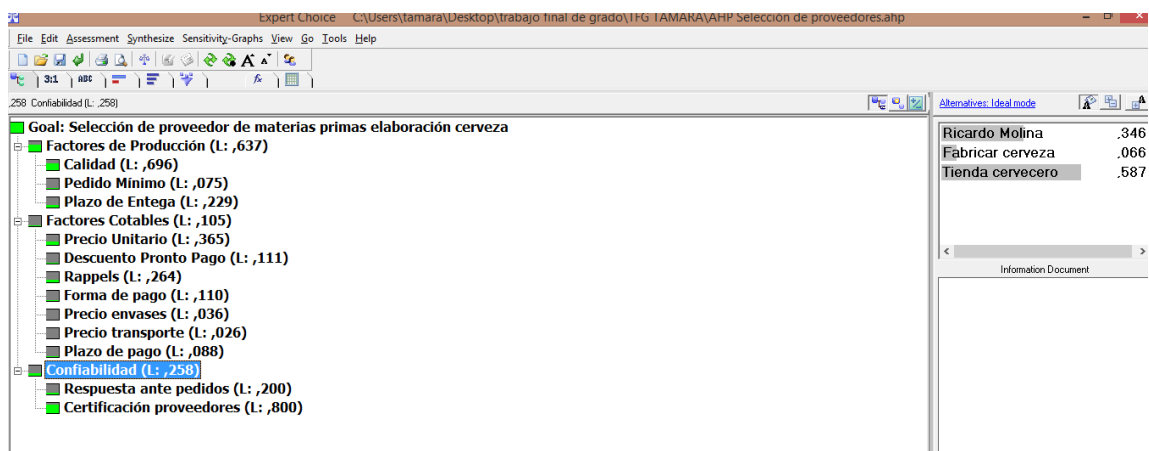 Expert Choice C:\Users\tamara\Desktop\trabajo final de grado\TFG TAMARA\AHP Selección de proveedores.ahp
File Edit Assessment Synthesize Sensitivity-Graphs View Go Tools Help
3:1 ABC fx
,258 Confiabilidad (L: ,258)
Goal: Selección de proveedor de materias primas elaboración cerveza
Factores de Producción (L: ,637)
Calidad (L: ,696)
Pedido Mínimo (L: ,075)
Plazo de Entega (L: ,229)
Factores Cotables (L: ,105)
Precio Unitario (L: ,365)
Descuento Pronto Pago (L: ,111)
Rappels (L: ,264)
Forma de pago (L: ,110)
Precio envases (L: ,036)
Precio transporte (L: ,026)
Plazo de pago (L: ,088)
Confiabilidad (L: ,258)
Respuesta ante pedidos (L: ,200)
Certificación proveedores (L: ,800)
Alternatives: Ideal mode
Ricardo Molina ,346
Fabricar cerveza ,066
Tienda cervecero ,587
Information Document